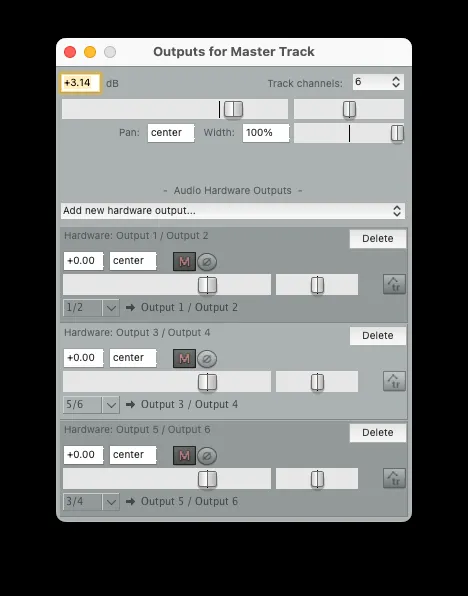 Outputs for Master Track
+3.14 dB Track channels: 6
Pan: center Width: 100%
- Audio Hardware Outputs -
Add new hardware output...
Hardware: Output 1 / Output 2 Delete
+0.00 center M ø
tr
1/2 → Output 1 / Output 2
Hardware: Output 3 / Output 4 Delete
+0.00 center M ø
tr
5/6 → Output 3 / Output 4
Hardware: Output 5 / Output 6 Delete
+0.00 center M ø
tr
3/4 → Output 5 / Output 6